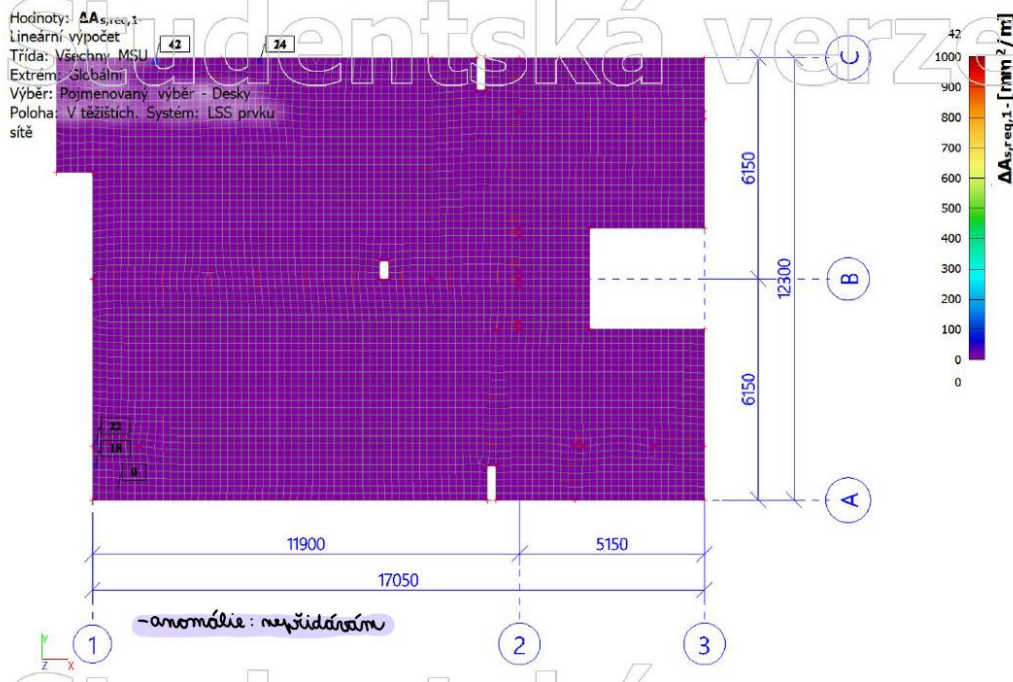 Studentská verze
Hodnoty: ΔAs,req,1-
Lineární výpočet
Třída: Všechny MSU
Extrém: Globální
Výběr: Pojmenovaný výběr - Desky
Poloha: V těžištích. Systém: LSS prvku
sítě
42
24
C
6150
B
12300
6150
A
22
18
0
11900
5150
17050
-anomálie: nepřidávám
1
2
3
Y
Z
X
42
1000
900
800
700
600
500
400
300
200
100
0
0
ΔAs,req,1- [mm²/m]